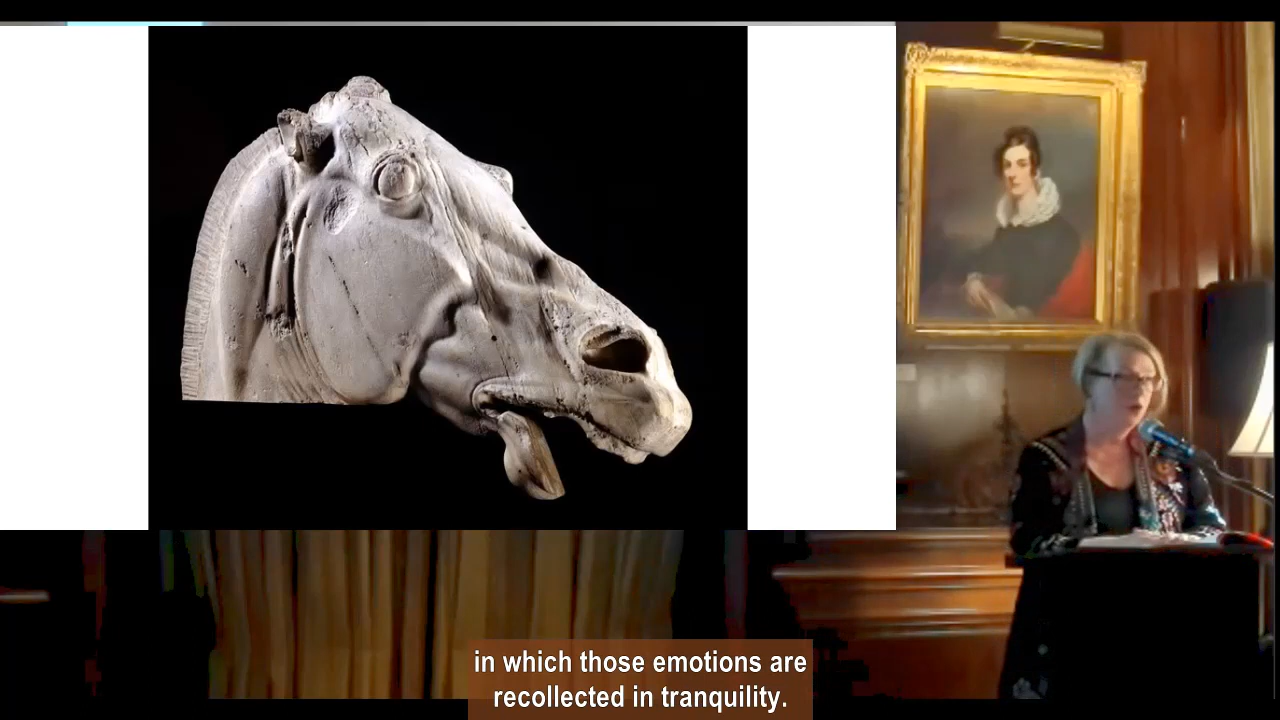 in which those emotions are
recollected in tranquility.